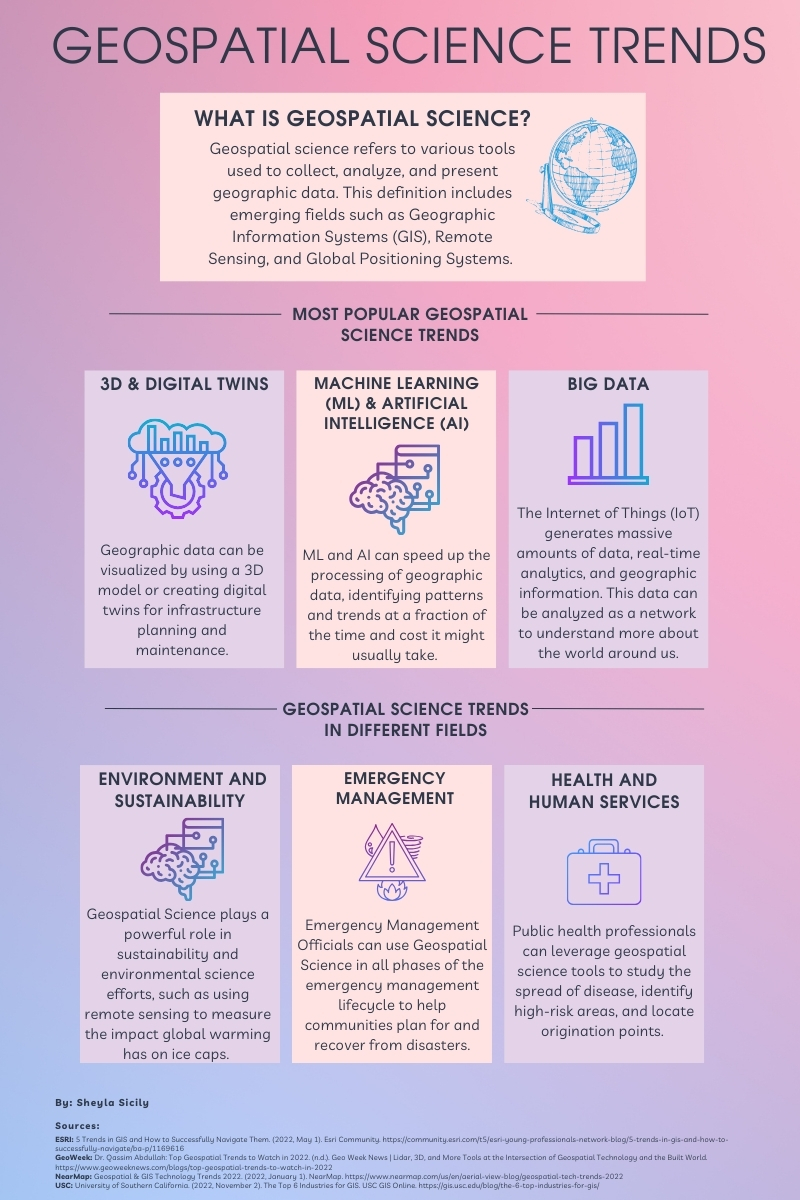 GEOSPATIAL SCIENCE TRENDS
WHAT IS GEOSPATIAL SCIENCE?
Geospatial science refers to various tools
used to collect, analyze, and present
geographic data. This definition includes
emerging fields such as Geographic
Information Systems (GIS), Remote
Sensing, and Global Positioning Systems.
MOST POPULAR GEOSPATIAL
SCIENCE TRENDS
3D & DIGITAL TWINS
Geographic data can be
visualized by using a 3D
model or creating digital
twins for infrastructure
planning and
maintenance.
MACHINE LEARNING
(ML) & ARTIFICIAL
INTELLIGENCE (AI)
ML and AI can speed up the
processing of geographic
data, identifying patterns
and trends at a fraction of
the time and cost it might
usually take.
BIG DATA
The Internet of Things (IoT)
generates massive
amounts of data, real-time
analytics, and geographic
information. This data can
be analyzed as a network
to understand more about
the world around us.
GEOSPATIAL SCIENCE TRENDS
IN DIFFERENT FIELDS
ENVIRONMENT AND
SUSTAINABILITY
Geospatial Science plays a
powerful role in
sustainability and
environmental science
efforts, such as using
remote sensing to measure
the impact global warming
has on ice caps.
EMERGENCY
MANAGEMENT
Emergency Management
Officials can use Geospatial
Science in all phases of the
emergency management
lifecycle to help
communities plan for and
recover from disasters.
HEALTH AND
HUMAN SERVICES
Public health professionals
can leverage geospatial
science tools to study the
spread of disease, identify
high-risk areas, and locate
origination points.
By: Sheyla Sicily
Sources:
ESRI: 5 Trends in GIS and How to Successfully Navigate Them. (2022, May 1). Esri Community. https://community.esri.com/t5/esri-young-professionals-network-blog/5-trends-in-gis-and-how-to-
successfully-navigate/ba-p/1169616
GeoWeek: Dr. Qassim Abdullah: Top Geospatial Trends to Watch in 2022. (n.d.). Geo Week News | Lidar, 3D, and More Tools at the Intersection of Geospatial Technology and the Built World.
https://www.geoweeknews.com/blogs/top-geospatial-trends-to-watch-in-2022
NearMap: Geospatial & GIS Technology Trends 2022. (2022, January 1). NearMap. https://www.nearmap.com/us/en/aerial-view-blog/geospatial-tech-trends-2022
USC: University of Southern California. (2022, November 2). The Top 6 Industries for GIS. USC GIS Online. https://gis.usc.edu/blog/the-6-top-industries-for-gis/